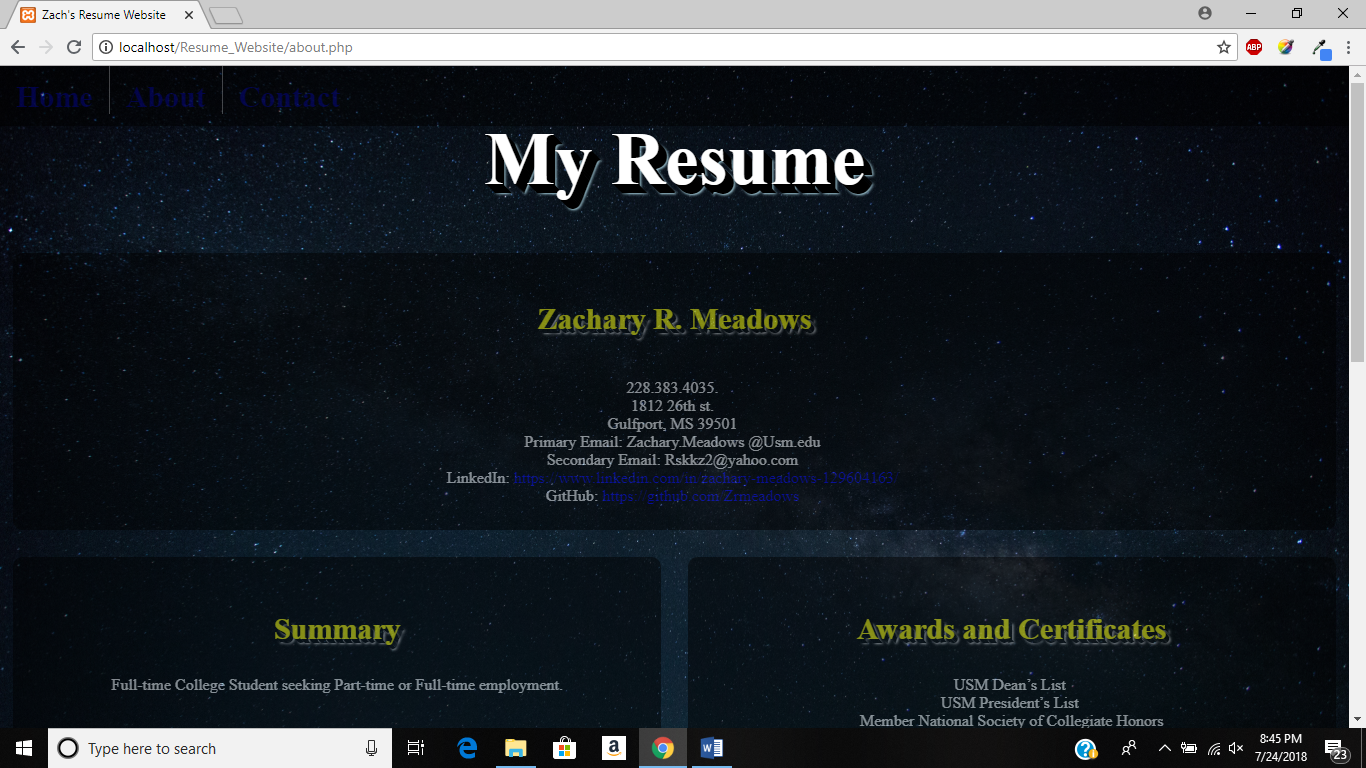 Zach's Resume Website
localhost/Resume_Website/about.php
ABP
Home About Contact
My Resume
Zachary R. Meadows
228.383.4035.
1812 26th st.
Gulfport, MS 39501
Primary Email: Zachary.Meadows @Usm.edu
Secondary Email: Rskkz2@yahoo.com
LinkedIn: https://www.linkedin.com/in/zachary-meadows-129604163/
GitHub: https://github.com/Zrmeadows
Summary
Full-time College Student seeking Part-time or Full-time employment.
Awards and Certificates
USM Dean’s List
USM President’s List
Member National Society of Collegiate Honors
Type here to search
8:45 PM
7/24/2018
23